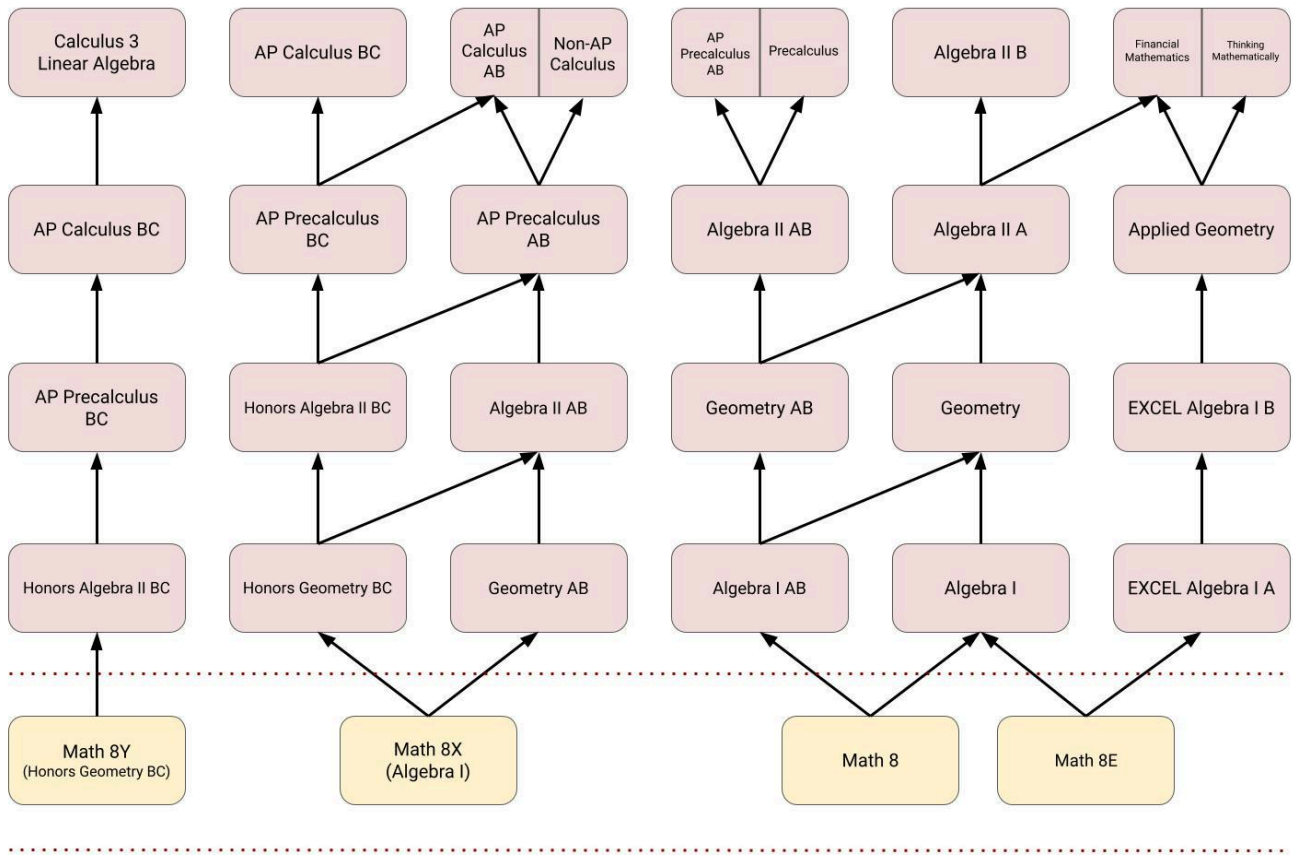 Calculus 3
Linear Algebra
AP Calculus BC
AP
Calculus
AB
Non-AP
Calculus
AP
Precalculus
AB
Precalculus
Algebra II B
Financial
Mathematics
Thinking
Mathematically
AP Calculus BC
AP Precalculus
BC
AP Precalculus
AB
Algebra II AB
Algebra II A
Applied Geometry
AP Precalculus
BC
Honors Algebra II BC
Algebra II AB
Geometry AB
Geometry
EXCEL Algebra I B
Honors Algebra II BC
Honors Geometry BC
Geometry AB
Algebra I AB
Algebra I
EXCEL Algebra I A
Math 8Y
(Honors Geometry BC)
Math 8X
(Algebra I)
Math 8
Math 8E